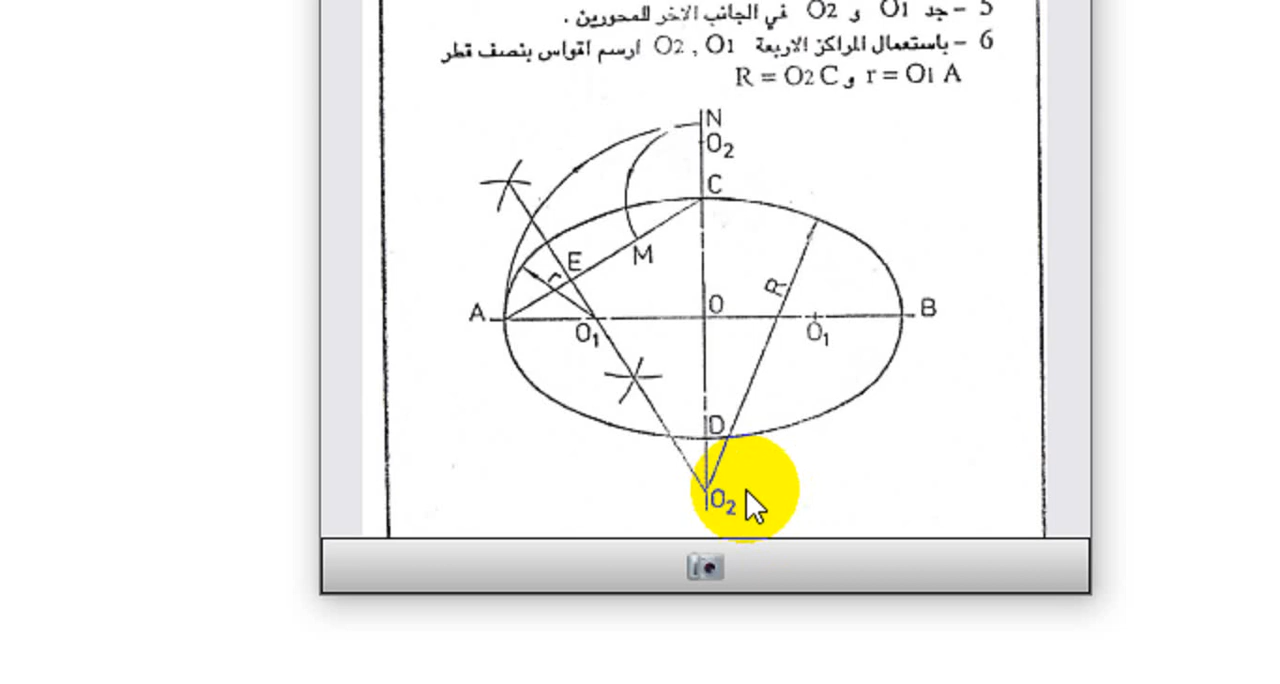 5 – جد O1 و O2 في الجانب الاخر للمحورين .
6 – باستعمال المراكز الاربعة O2 , O1 ارسم اقواس بنصف قطر
R = O2 C و r = O1 A
N
O2
C
E
M
r
R
A
O
B
O1
O1
D
O2